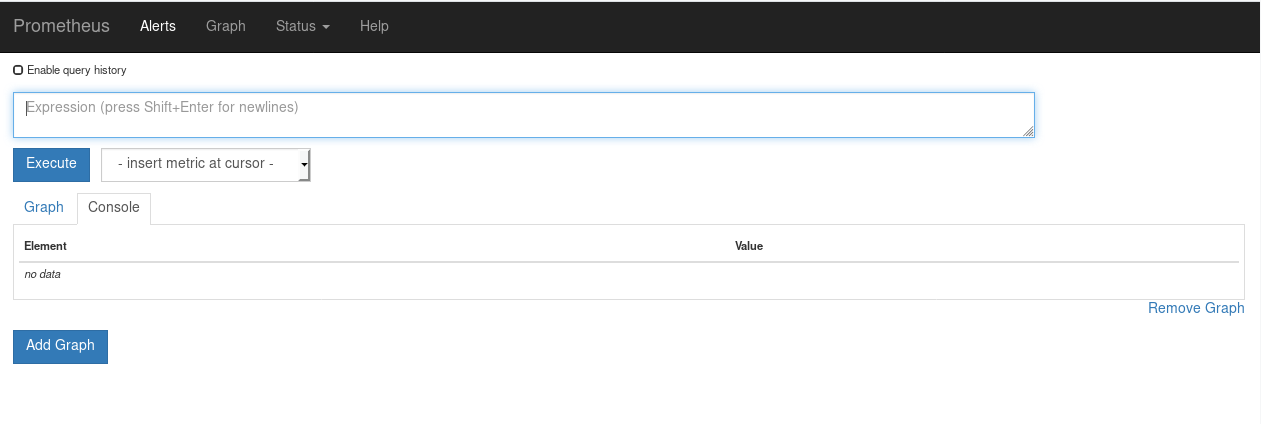 Prometheus Alerts Graph Status Help
Enable query history
Expression (press Shift+Enter for newlines)
Execute - insert metric at cursor -
Graph Console
Element Value
no data
Remove Graph
Add Graph